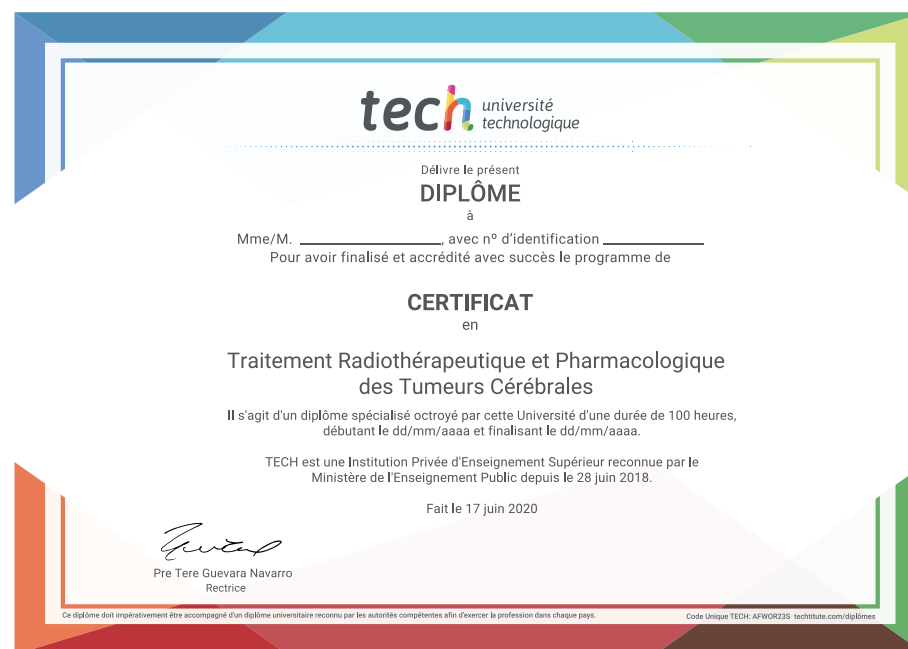 tech université
technologique
Délivre le présent
DIPLÔME
à
Mme/M. ____________________, avec nº d'identification ______________
Pour avoir finalisé et accrédité avec succès le programme de
CERTIFICAT
en
Traitement Radiothérapeutique et Pharmacologique
des Tumeurs Cérébrales
Il s'agit d'un diplôme spécialisé octroyé par cette Université d'une durée de 100 heures,
débutant le dd/mm/aaaa et finalisant le dd/mm/aaaa.
TECH est une Institution Privée d'Enseignement Supérieur reconnue par le
Ministère de l'Enseignement Public depuis le 28 juin 2018.
Fait le 17 juin 2020
Pre Tere Guevara Navarro
Rectrice
Ce diplôme doit impérativement être accompagné d'un diplôme universitaire reconnu par les autorités compétentes afin d'exercer la profession dans chaque pays.
Code Unique TECH: AFWOR23S techtitute.com/diplômes